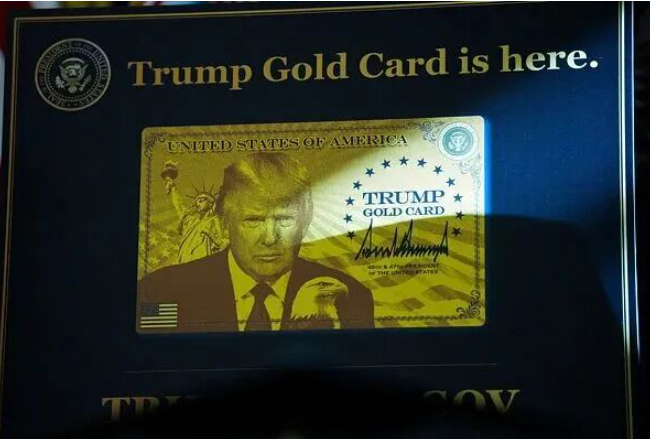 Trump Gold Card is here.
UNITED STATES OF AMERICA
TRUMP
GOLD CARD
45TH & 47TH PRESIDENT
OF THE UNITED STATES